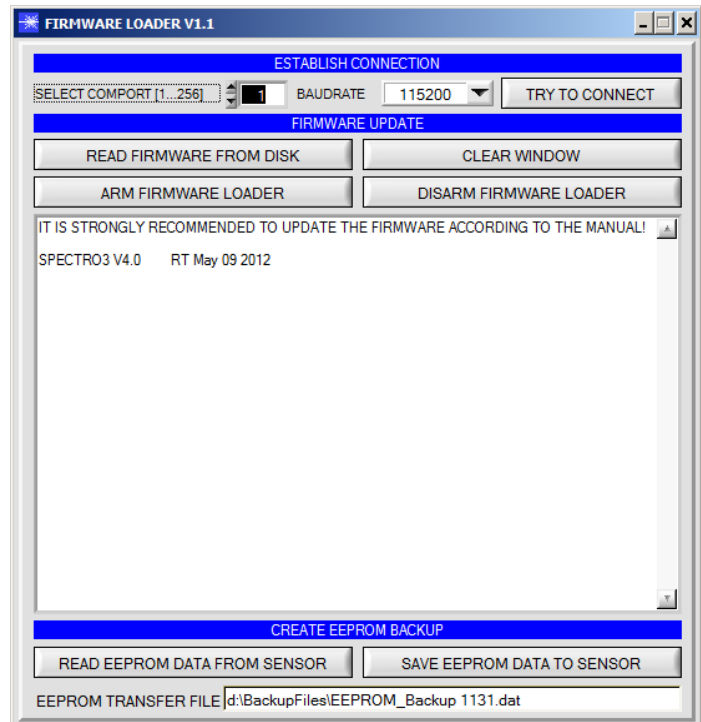 FIRMWARE LOADER V1.1
ESTABLISH CONNECTION
SELECT COMPORT [1...256] 1 BAUDRATE 115200 TRY TO CONNECT
FIRMWARE UPDATE
READ FIRMWARE FROM DISK CLEAR WINDOW
ARM FIRMWARE LOADER DISARM FIRMWARE LOADER
IT IS STRONGLY RECOMMENDED TO UPDATE THE FIRMWARE ACCORDING TO THE MANUAL!
SPECTRO3 V4.0 RT May 09 2012
CREATE EEPROM BACKUP
READ EEPROM DATA FROM SENSOR SAVE EEPROM DATA TO SENSOR
EEPROM TRANSFER FILE d:\BackupFiles\EEPROM_Backup 1131.dat